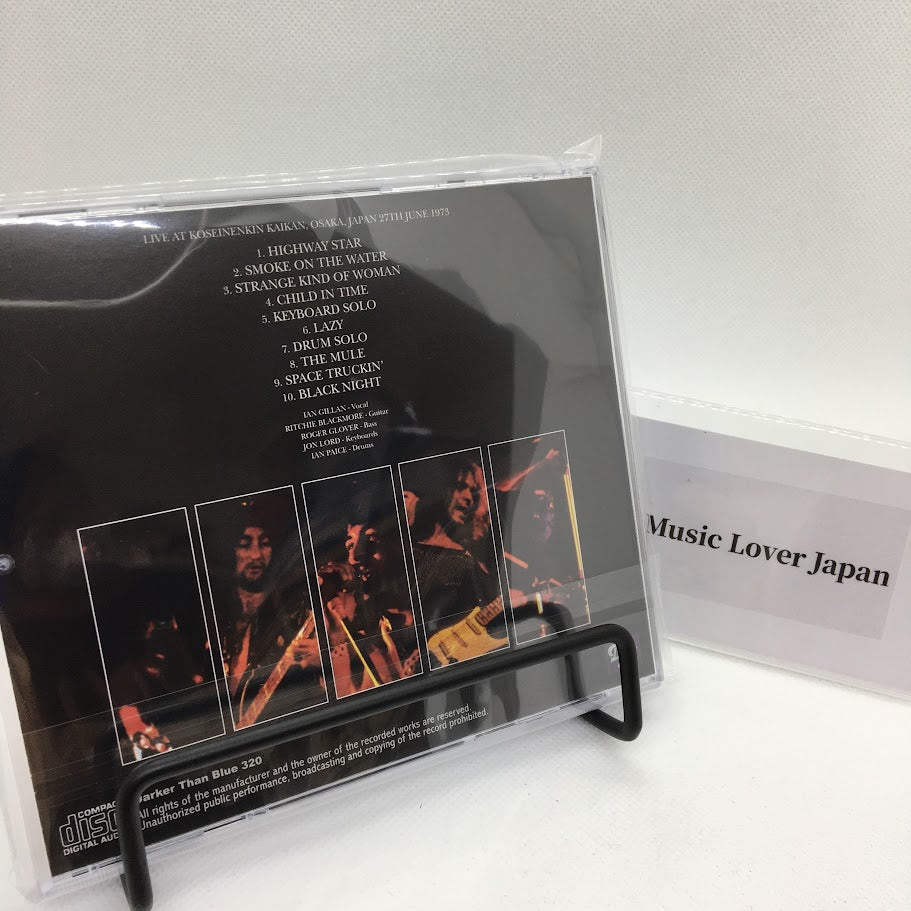 LIVE AT KOSEINENKIN KAIKAN, OSAKA, JAPAN 27TH JUNE 1973
1. HIGHWAY STAR
2. SMOKE ON THE WATER
3. STRANGE KIND OF WOMAN
4. CHILD IN TIME
5. KEYBOARD SOLO
6. LAZY
7. DRUM SOLO
8. THE MULE
9. SPACE TRUCKIN'
10. BLACK NIGHT
IAN GILLAN - Vocal
RITCHIE BLACKMORE - Guitar
ROGER GLOVER - Bass
JON LORD - Keyboards
IAN PAICE - Drums
Darker Than Blue 320
All rights of the manufacturer and the owner of the recorded works are reserved.
Unauthorized public performance, broadcasting and copying of the record prohibited.
COMPAC
disc
DIGITAL AUD
Music Lover Japan